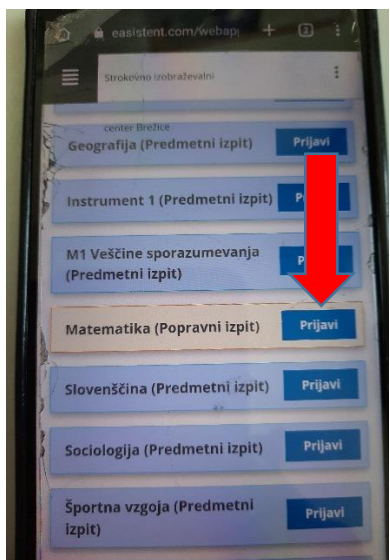 easistent.com/webap
2
Strokovno izobraževalni
center Brežice
Geografija (Predmetni izpit)
Prijavi
Instrument 1 (Predmetni izpit)
M1 Veščine sporazumevanja
(Predmetni izpit)
Matematika (Popravni izpit)
Prijavi
Slovenščina (Predmetni izpit)
Prijavi
Sociologija (Predmetni izpit)
Prijavi
Športna vzgoja (Predmetni
izpit)
Prijavi